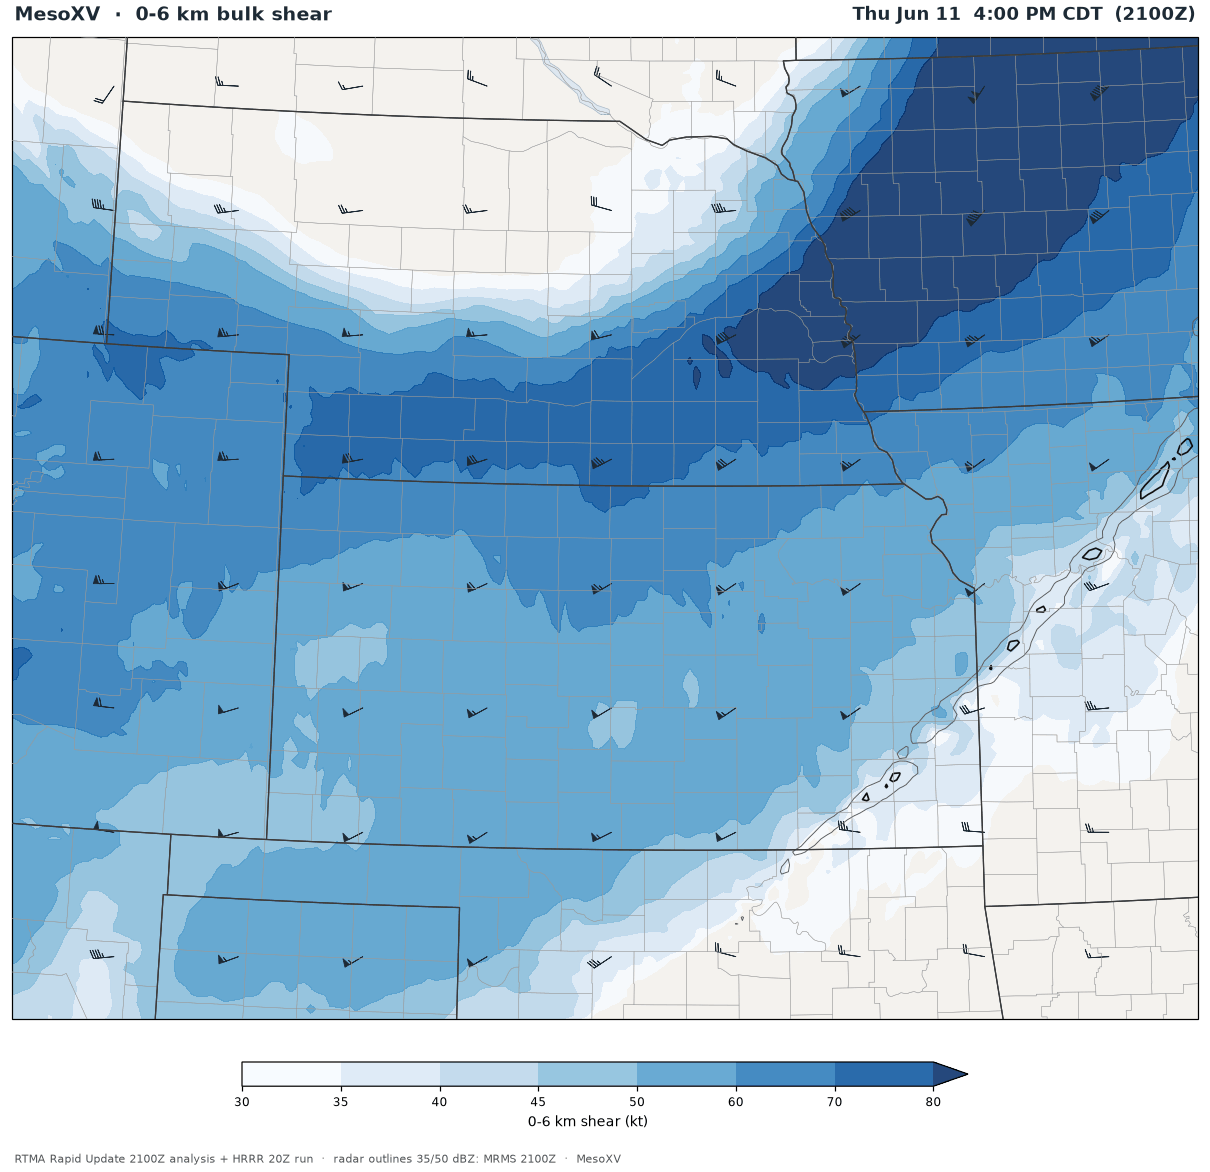 MesoXV · 0-6 km bulk shear
Thu Jun 11 4:00 PM CDT (2100Z)
30 35 40 45 50 60 70 80
0-6 km shear (kt)
RTMA Rapid Update 2100Z analysis + HRRR 20Z run · radar outlines 35/50 dBZ: MRMS 2100Z · MesoXV